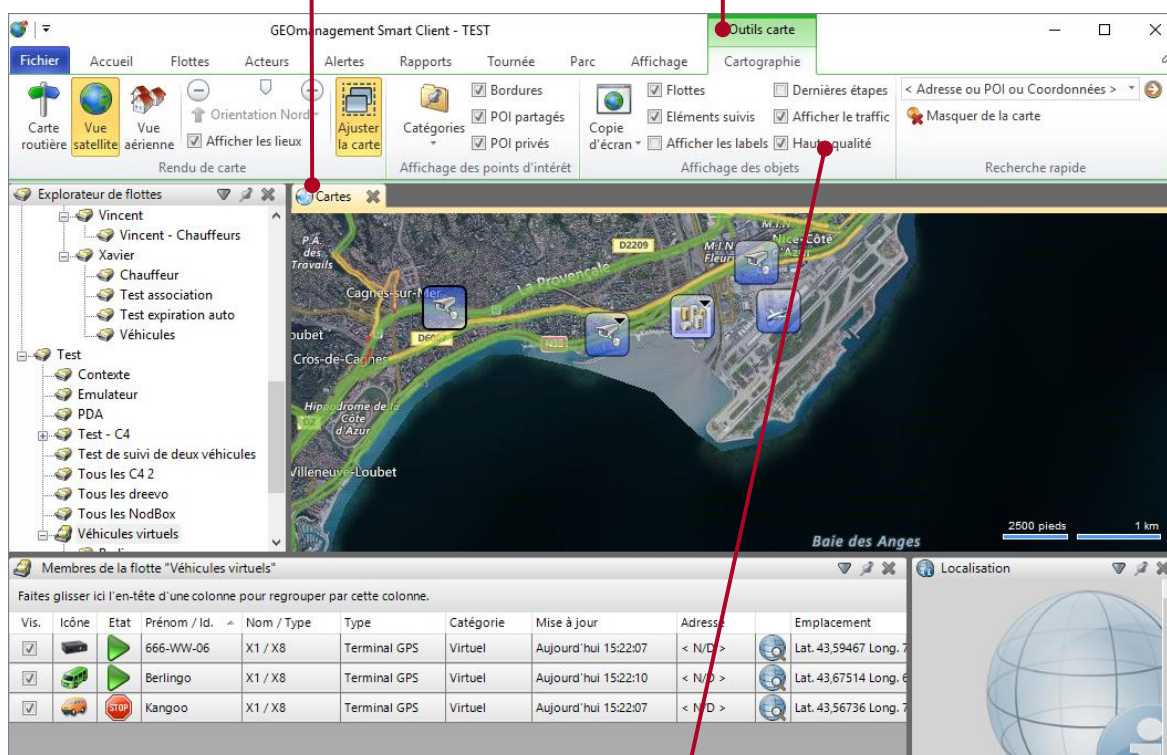 GEOmanagement Smart Client - TEST
Outils carte
Fichier Accueil Flottes Acteurs Alertes Rapports Tournée Parc Affichage Cartographie
Carte routière
Vue satellite
Vue aérienne
Orientation Nord
Afficher les lieux
Rendu de carte
Ajuster la carte
Catégories
Bordures
POI partagés
POI privés
Affichage des points d'intérêt
Copie d'écran
Flottes
Eléments suivis
Afficher les labels
Dernières étapes
Afficher le traffic
Haute qualité
Affichage des objets
< Adresse ou POI ou Coordonnées >
Masquer de la carte
Recherche rapide
Explorateur de flottes
Vincent
Vincent - Chauffeurs
Xavier
Chauffeur
Test association
Test expiration auto
Véhicules
Test
Contexte
Emulateur
PDA
Test - C4
Test de suivi de deux véhicules
Tous les C4 2
Tous les dreevo
Tous les NodBox
Véhicules virtuels
Cartes
P.A.
des
Travails
Cagnes-sur-Mer
La Provençale
D2209
M.I.N
Fleurs
M.I.N
Nice-Côte
d'Azur
oubet
Cros-de-Cagnes
Hippodrome de la
Côte
d'Azur
D2
Villeneuve-Loubet
Baie des Anges
2500 pieds 1 km
Membres de la flotte "Véhicules virtuels"
Faites glisser ici l'en-tête d'une colonne pour regrouper par cette colonne.
Vis. Icône Etat Prénom / Id. Nom / Type Type Catégorie Mise à jour Adresse Emplacement
666-WW-06 X1 / X8 Terminal GPS Virtuel Aujourd'hui 15:22:07 < N/D > Lat. 43,59467 Long. 7
Berlingo X1 / X8 Terminal GPS Virtuel Aujourd'hui 15:22:10 < N/D > Lat. 43,67514 Long. 6
STOP Kangoo X1 / X8 Terminal GPS Virtuel Aujourd'hui 15:22:07 < N/D > Lat. 43,56736 Long. 7
Localisation